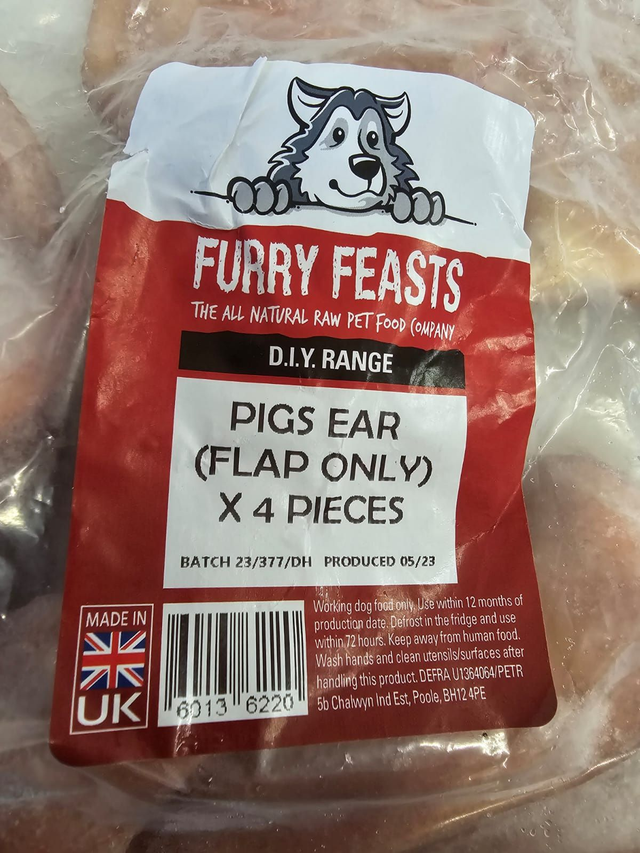 FURRY FEASTS
THE ALL NATURAL RAW PET FOOD COMPANY
D.I.Y. RANGE
PIGS EAR
(FLAP ONLY)
X 4 PIECES
BATCH 23/377/DH PRODUCED 05/23
MADE IN
UK
6013 6220
Working dog food only. Use within 12 months of
production date. Defrost in the fridge and use
within 72 hours. Keep away from human food.
Wash hands and clean utensils/surfaces after
handling this product. DEFRA U1364064/PETR
5b Chalwyn Ind Est, Poole, BH12 4PE